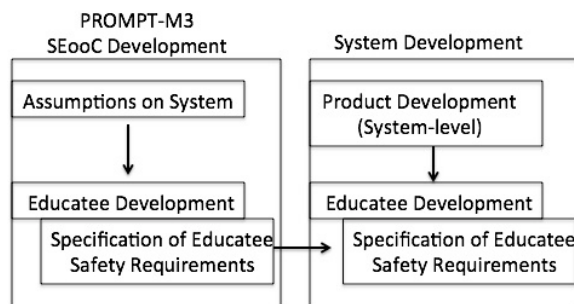 PROMPT-M3
SEooC Development
Assumptions on System
Educatee Development
Specification of Educatee
Safety Requirements
System Development
Product Development
(System-level)
Educatee Development
Specification of Educatee
Safety Requirements